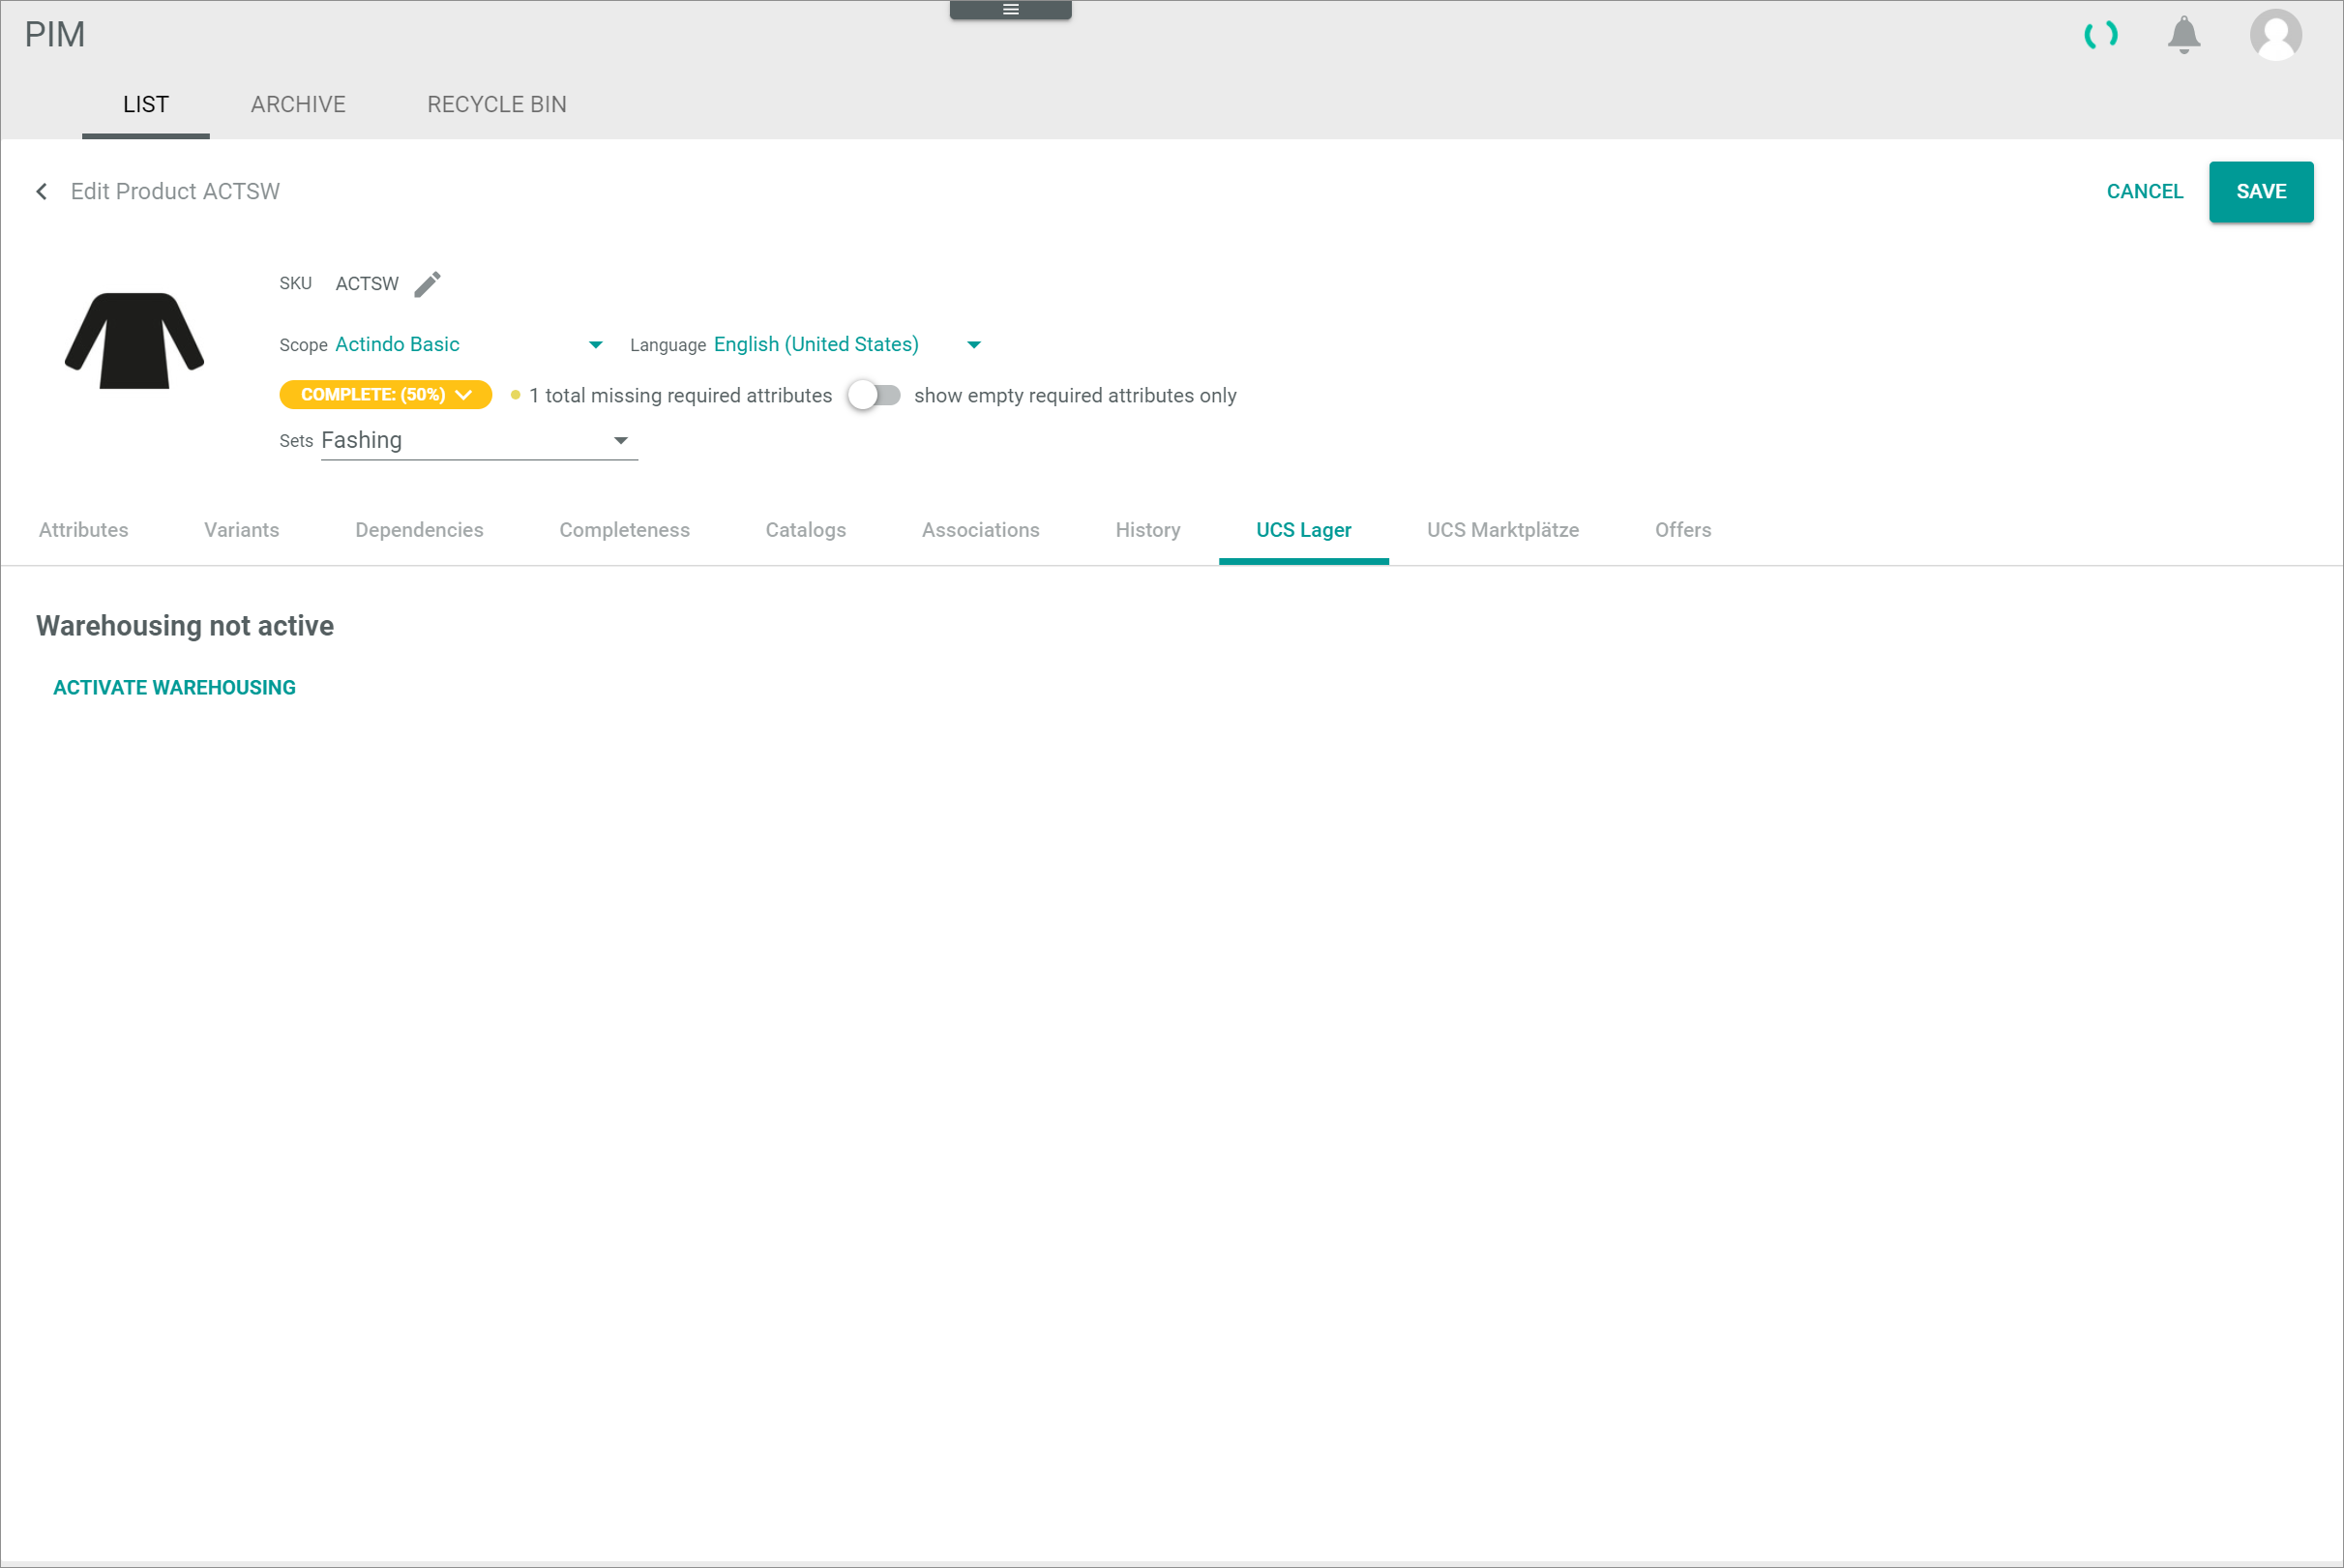 PIM
LIST ARCHIVE RECYCLE BIN
Edit Product ACTSW CANCEL SAVE
SKU ACTSW
Scope Actindo Basic Language English (United States)
COMPLETE: (50%) 1 total missing required attributes show empty required attributes only
Sets Fashing
Attributes Variants Dependencies Completeness Catalogs Associations History UCS Lager UCS Marktplätze Offers
Warehousing not active
ACTIVATE WAREHOUSING